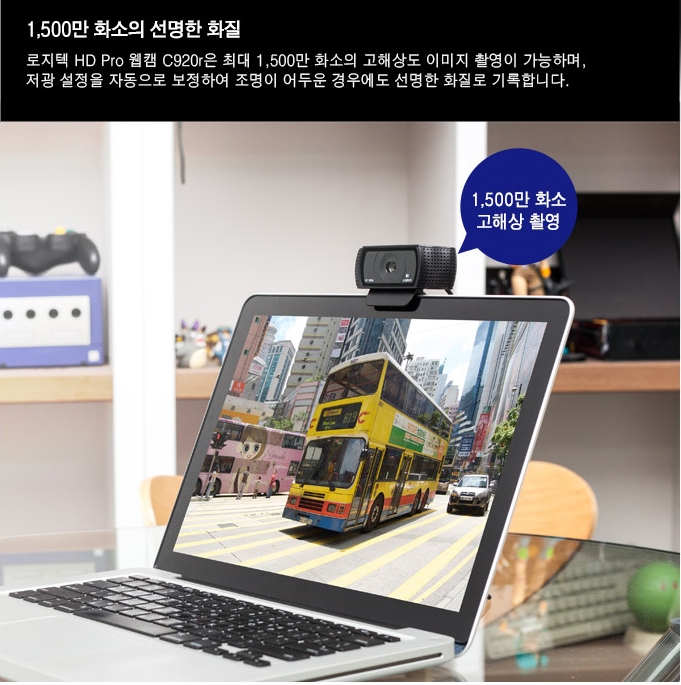 1,500만 화소의 선명한 화질
로지텍 HD Pro 웹캠 C920r은 최대 1,500만 화소의 고해상도 이미지 촬영이 가능하며,
저광 설정을 자동으로 보정하여 조명이 어두운 경우에도 선명한 화질로 기록합니다.
1,500만 화소
고해상 촬영
619